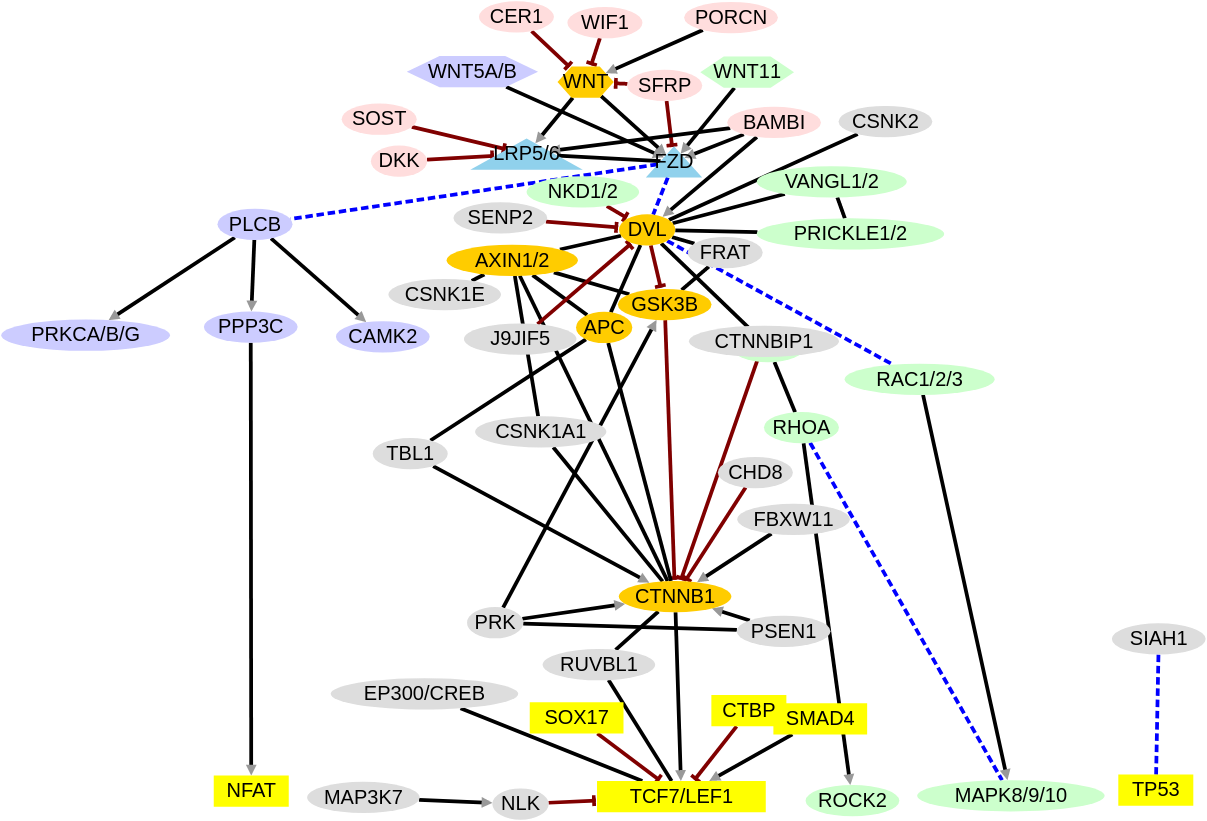 CER1
WIF1
PORCN
WNT5A/B
WNT
SFRP
WNT11
SOST
BAMBI
CSNK2
DKK
LRP5/6
FZD
NKD1/2
VANGL1/2
PLCB
SENP2
DVL
PRICKLE1/2
AXIN1/2
FRAT
CSNK1E
GSK3B
PRKCA/B/G
PPP3C
CAMK2
J9JIF5
APC
CTNNBIP1
RAC1/2/3
RHOA
CSNK1A1
TBL1
CHD8
FBXW11
CTNNB1
PRK
PSEN1
SIAH1
RUVBL1
EP300/CREB
SOX17
CTBP
SMAD4
NFAT
MAP3K7
NLK
TCF7/LEF1
ROCK2
MAPK8/9/10
TP53